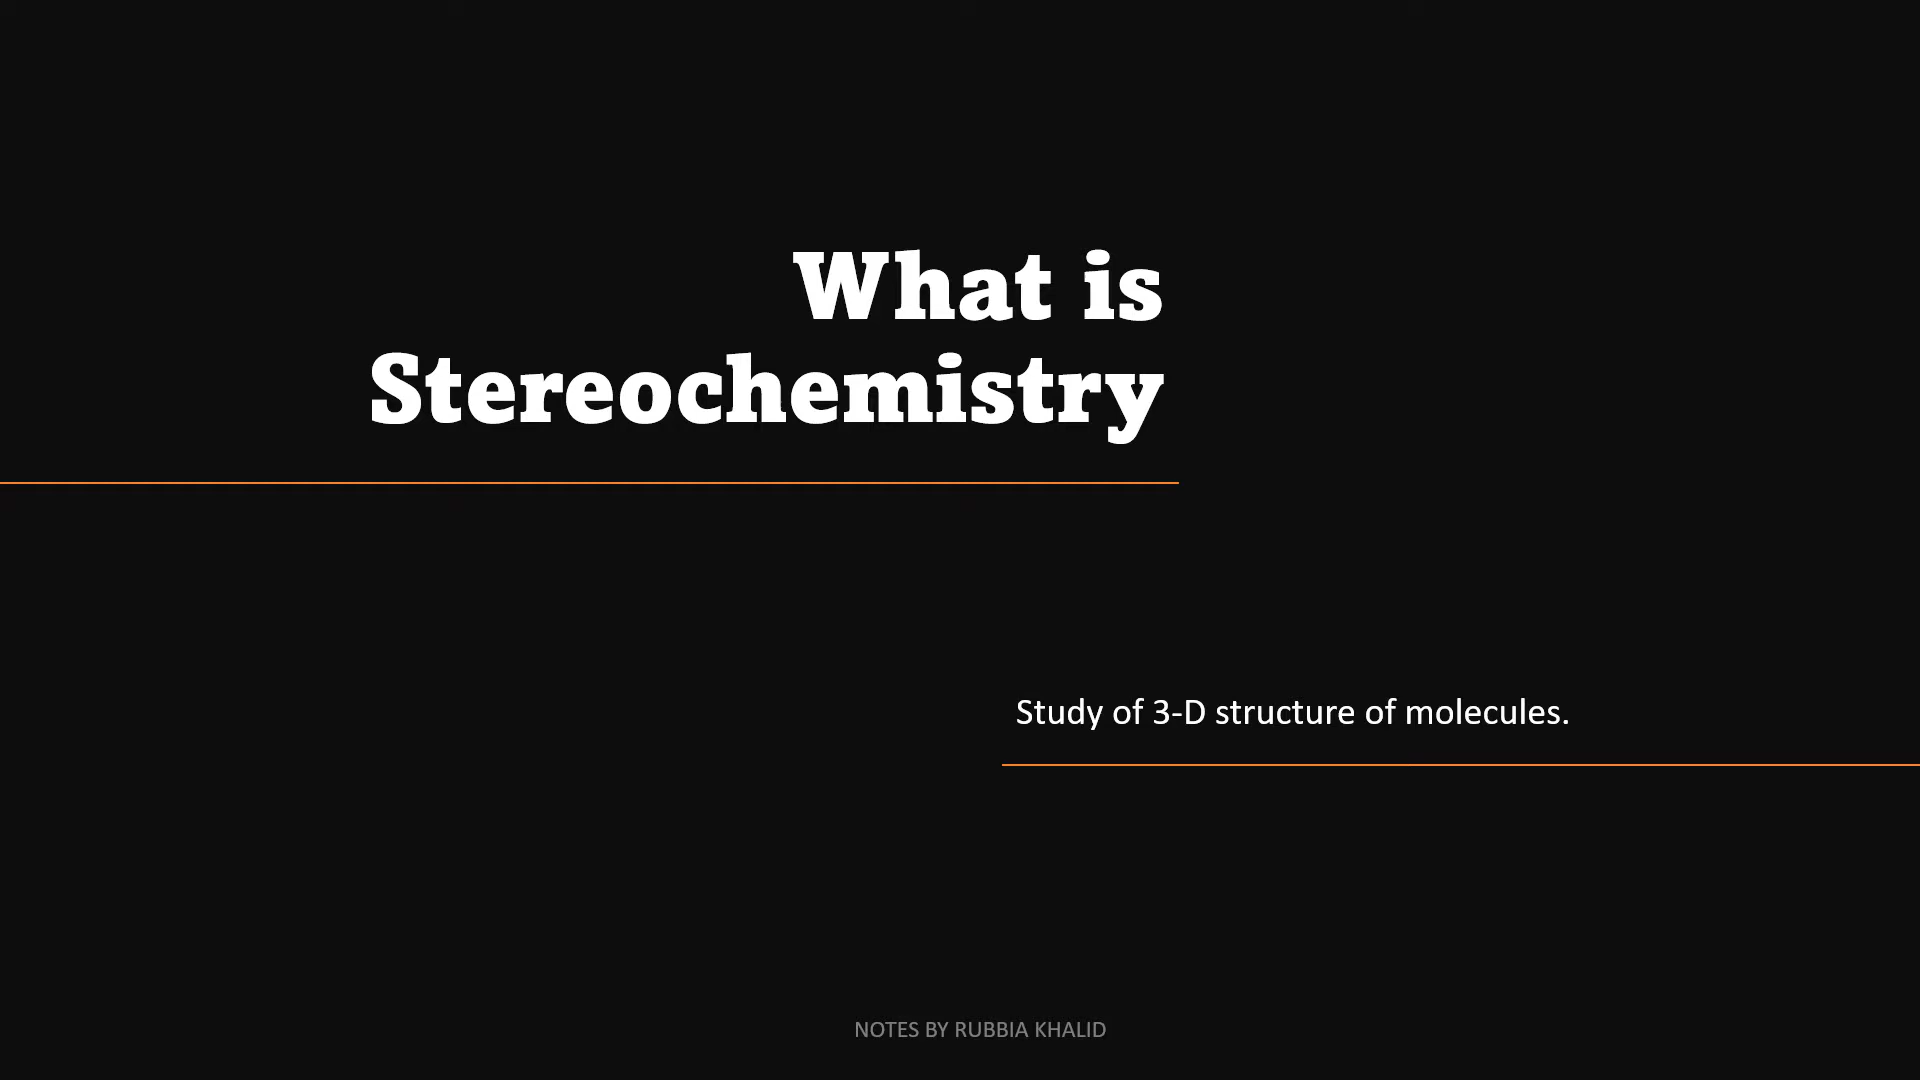 What is
Stereochemistry
Study of 3-D structure of molecules.
NOTES BY RUBBIA KHALID